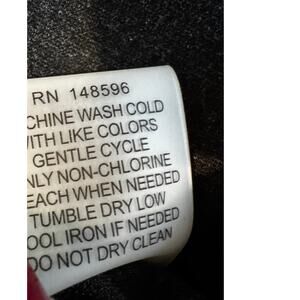 RN 148596
CHINE WASH COLD
WITH LIKE COLORS
GENTLE CYCLE
NLY NON-CHLORINE
EACH WHEN NEEDED
TUMBLE DRY LOW
OOL IRON IF NEEDED
DO NOT DRY CLEAN